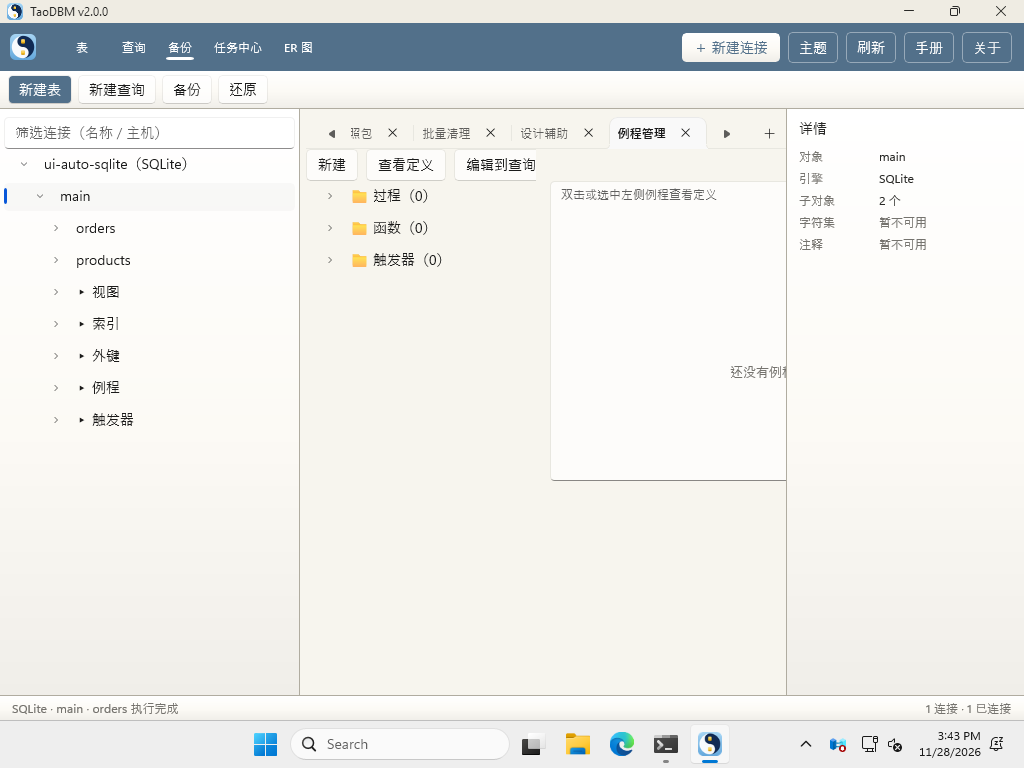 TaoDBM v2.0.0
表 查询 备份 任务中心 ER 图
+ 新建连接 主题 刷新 手册 关于
新建表 新建查询 备份 还原
筛选连接（名称 / 主机）
ui-auto-sqlite（SQLite）
main
orders
products
视图
索引
外键
例程
触发器
照包 批量清理 设计辅助 例程管理
新建 查看定义 编辑到查询
过程（0）
函数（0）
触发器（0）
双击或选中左侧例程查看定义
还没有例
详情
对象 main
引擎 SQLite
子对象 2 个
字符集 暂不可用
注释 暂不可用
SQLite · main · orders 执行完成
1 连接 · 1 已连接
Search
3:43 PM
11/28/2026